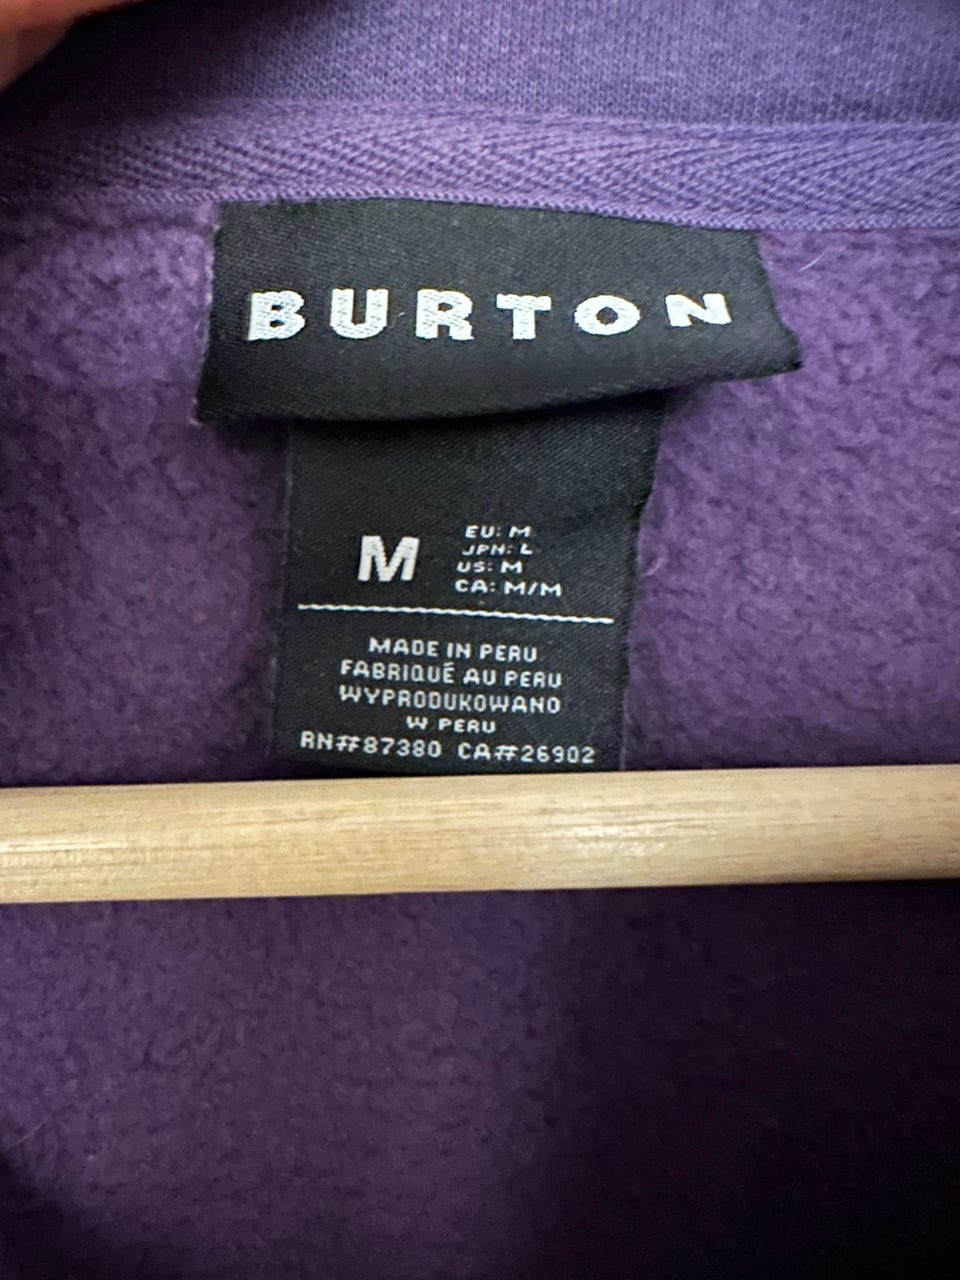 BURTON
M
EU: M
JPN: L
US: M
CA: M/M
MADE IN PERU
FABRIQUÉ AU PERU
WYPRODUKOWANO
W PERU
RN#87380 CA#26902